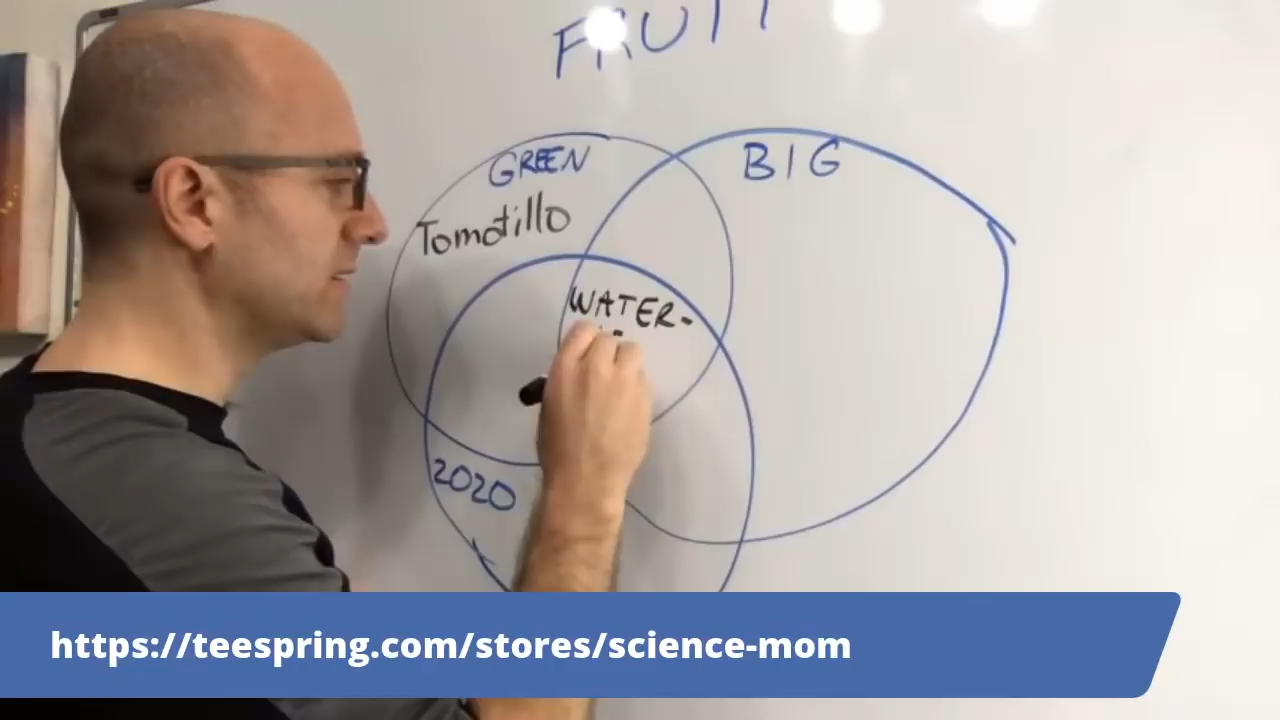 FRUIT
GREEN
BIG
Tomatillo
WATER-
2020
https://teespring.com/stores/science-mom